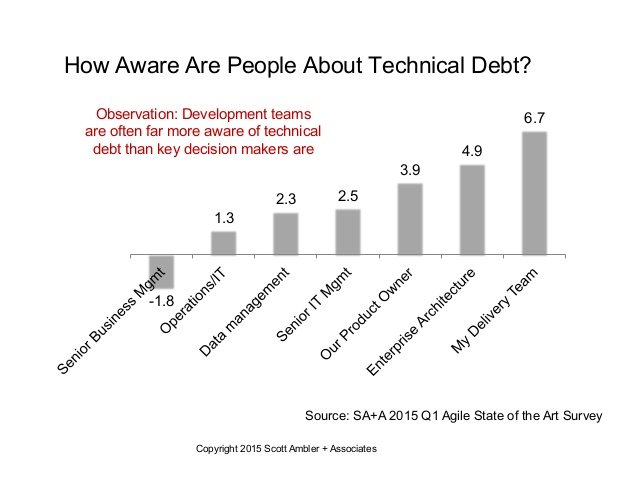 How Aware Are People About Technical Debt?
Observation: Development teams
are often far more aware of technical
debt than key decision makers are
-1.8
1.3
2.3
2.5
3.9
4.9
6.7
Senior Business Mgmt
Operations/IT
Data management
Senior IT Mgmt
Our Product Owner
Enterprise Architecture
My Delivery Team
Source: SA+A 2015 Q1 Agile State of the Art Survey
Copyright 2015 Scott Ambler + Associates